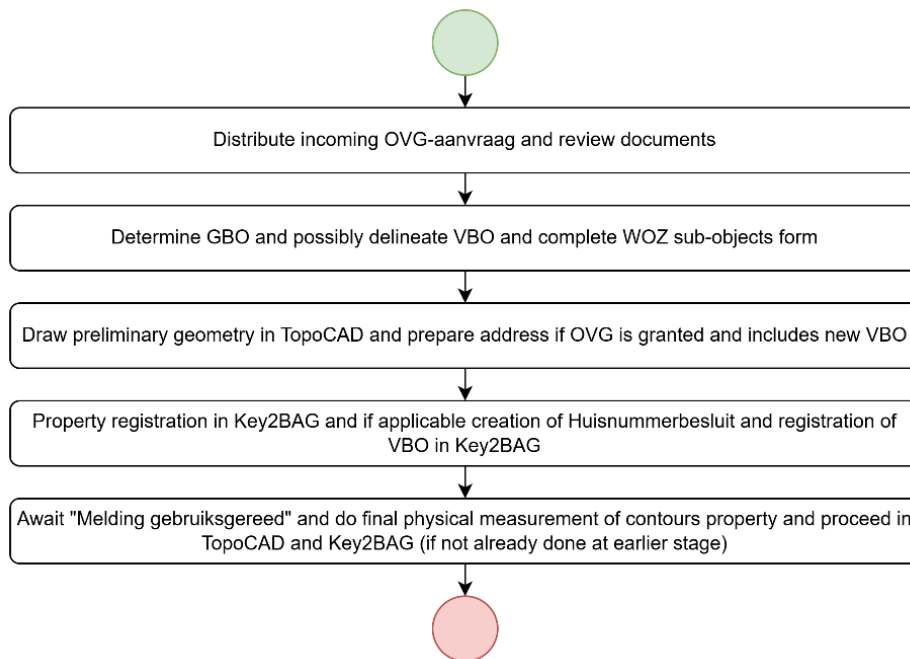 Distribute incoming OVG-aanvraag and review documents
Determine GBO and possibly delineate VBO and complete WOZ sub-objects form
Draw preliminary geometry in TopoCAD and prepare address if OVG is granted and includes new VBO
Property registration in Key2BAG and if applicable creation of Huisnummerbesluit and registration of
VBO in Key2BAG
Await "Melding gebruiksgereed" and do final physical measurement of contours property and proceed in
TopoCAD and Key2BAG (if not already done at earlier stage)